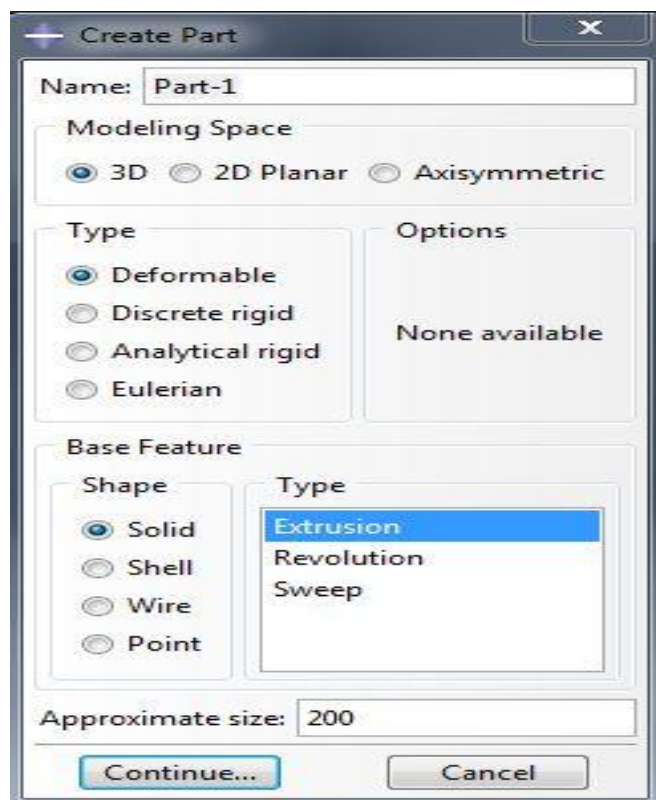 Create Part
Name: Part-1
Modeling Space
3D 2D Planar Axisymmetric
Type
Deformable
Discrete rigid
Analytical rigid
Eulerian
Options
None available
Base Feature
Shape
Solid
Shell
Wire
Point
Type
Extrusion
Revolution
Sweep
Approximate size: 200
Continue... Cancel